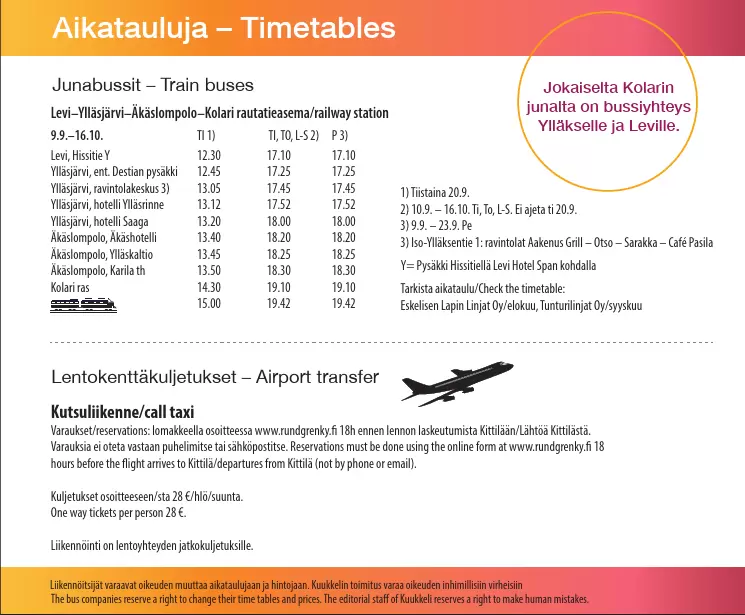 Aikatauluja – Timetables
Junabussit – Train buses
Jokaiselta Kolarin
junalta on bussiyhteys
Ylläkselle ja Leville.
Levi–Ylläsjärvi–Äkäslompolo–Kolari rautatieasema/railway station
9.9.–16.10. TI 1) TI, TO, L-S 2) P 3)
Levi, Hissitie Y 12.30 17.10 17.10
Ylläsjärvi, ent. Destian pysäkki 12.45 17.25 17.25
Ylläsjärvi, ravintolakeskus 3) 13.05 17.45 17.45
Ylläsjärvi, hotelli Ylläsrinne 13.12 17.52 17.52
Ylläsjärvi, hotelli Saaga 13.20 18.00 18.00
Äkäslompolo, Äkäshotelli 13.40 18.20 18.20
Äkäslompolo, Ylläskaltio 13.45 18.25 18.25
Äkäslompolo, Karila th 13.50 18.30 18.30
Kolari ras 14.30 19.10 19.10
15.00 19.42 19.42
1) Tiistaina 20.9.
2) 10.9. – 16.10. Ti, To, L-S. Ei ajeta ti 20.9.
3) 9.9. – 23.9. Pe
3) Iso-Ylläksentie 1: ravintolat Aakenus Grill – Otso – Sarakka – Café Pasila
Y= Pysäkki Hissitiellä Levi Hotel Span kohdalla
Tarkista aikataulu/Check the timetable:
Eskelisen Lapin Linjat Oy/elokuu, Tunturilinjat Oy/syyskuu
Lentokenttäkuljetukset – Airport transfer
Kutsuliikenne/call taxi
Varaukset/reservations: lomakkeella osoitteessa www.rundgrenky.fi 18h ennen lennon laskeutumista Kittilään/Lähtöä Kittilästä.
Varauksia ei oteta vastaan puhelimitse tai sähköpostitse. Reservations must be done using the online form at www.rundgrenky.fi 18
hours before the flight arrives to Kittilä/departures from Kittilä (not by phone or email).
Kuljetukset osoitteeseen/sta 28 €/hlö/suunta.
One way tickets per person 28 €.
Liikennöinti on lentoyhteyden jatkokuljetuksille.
Liikennöitsijät varaavat oikeuden muuttaa aikataulujaan ja hintojaan. Kuukkelin toimitus varaa oikeuden inhimillisiin virheisiin
The bus companies reserve a right to change their time tables and prices. The editorial staff of Kuukkeli reserves a right to make human mistakes.